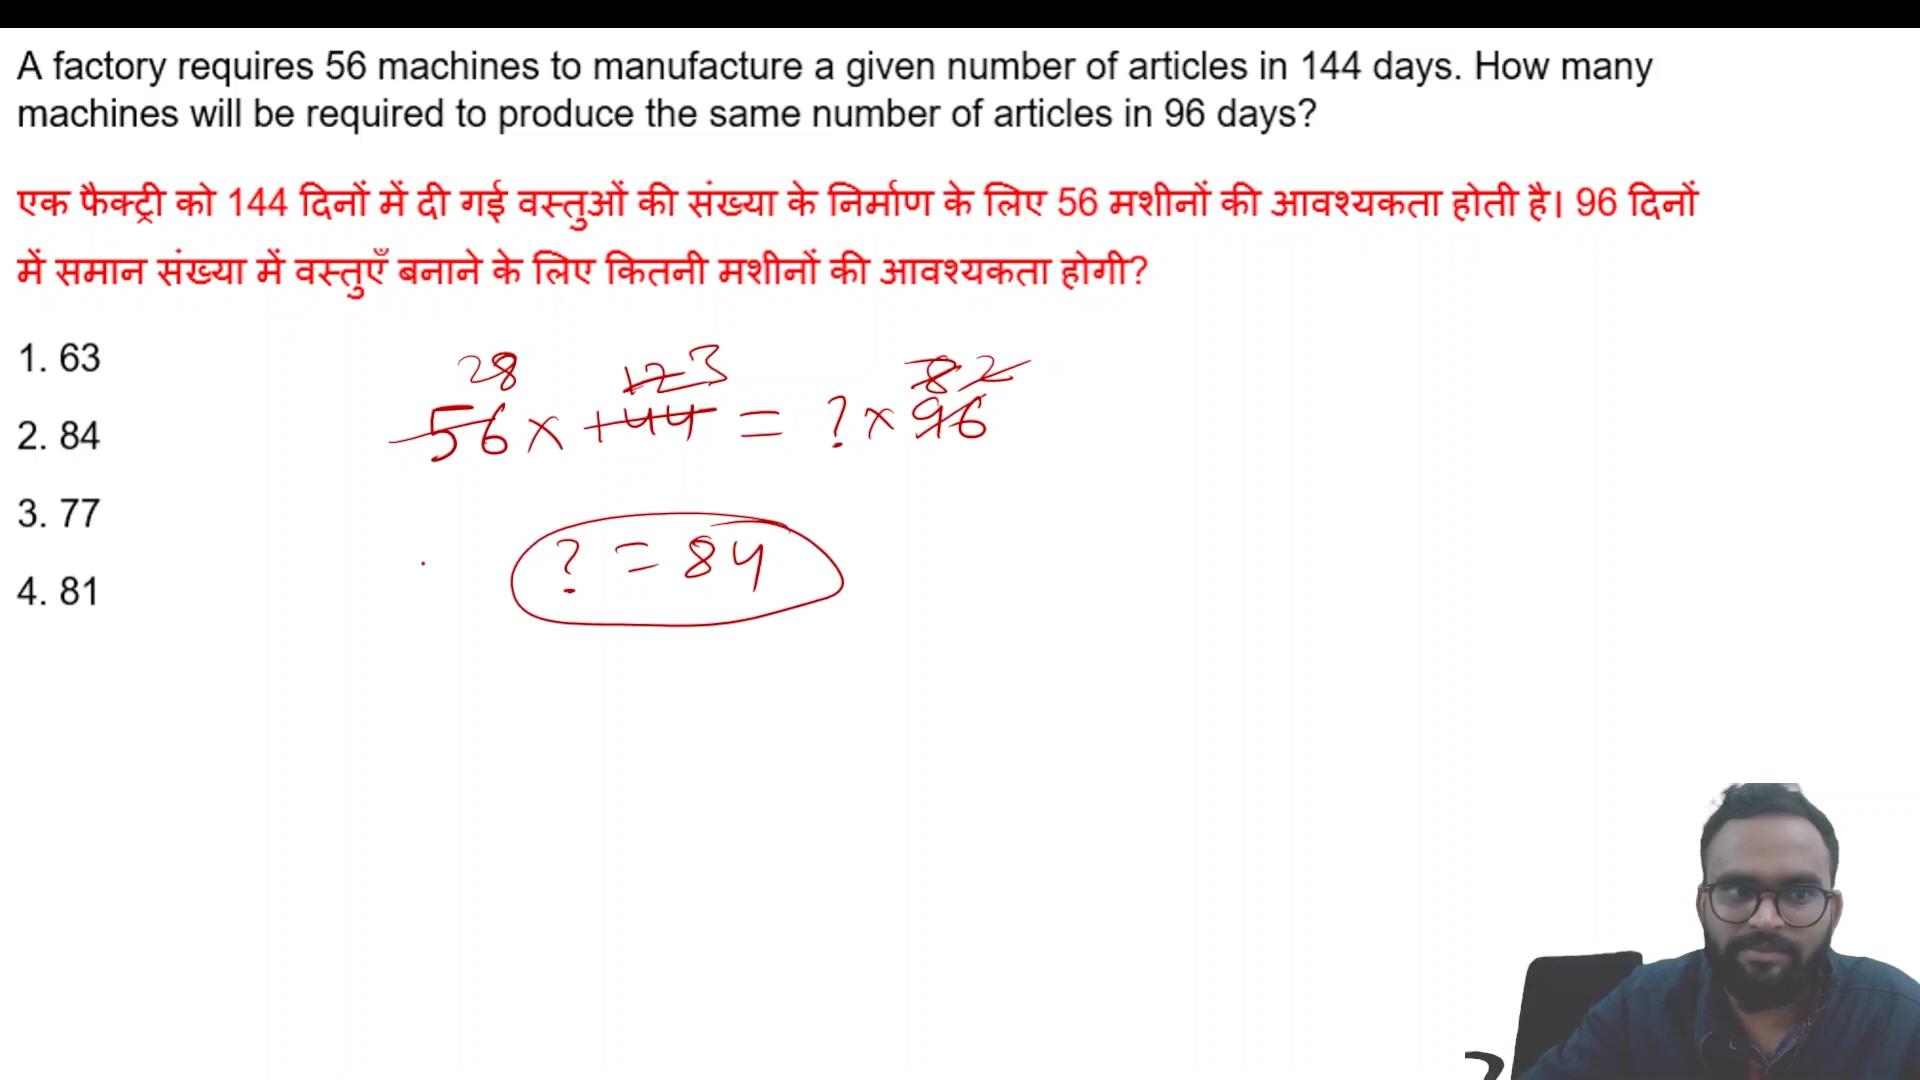 A factory requires 56 machines to manufacture a given number of articles in 144 days. How many
machines will be required to produce the same number of articles in 96 days?
एक फैक्ट्री को 144 दिनों में दी गई वस्तुओं की संख्या के निर्माण के लिए 56 मशीनों की आवश्यकता होती है। 96 दिनों
में समान संख्या में वस्तुएँ बनाने के लिए कितनी मशीनों की आवश्यकता होगी?
1. 63
2. 84
3. 77
4. 81
28 12 3 8 2
56 x 144 = ? x 96
? = 84